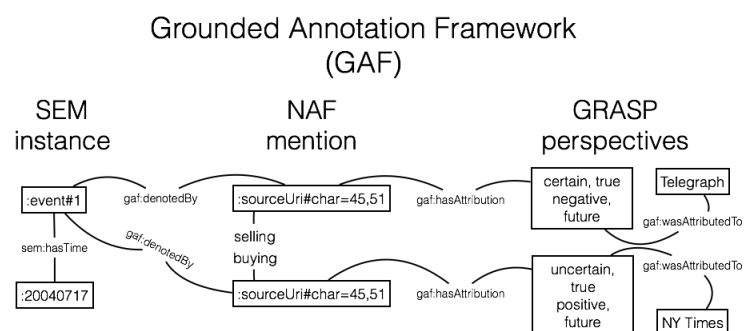 Grounded Annotation Framework
(GAF)
SEM
instance
NAF
mention
GRASP
perspectives
:event#1
gaf:denotedBy
:sourceUri#char=45,51
gaf:hasAttribution
certain, true
negative,
future
Telegraph
gaf:wasAttributedTo
sem:hasTime
gaf:denotedBy
selling
buying
:20040717
:sourceUri#char=45,51
gaf:hasAttribution
uncertain,
true
positive,
future
gaf:wasAttributedTo
NY Times